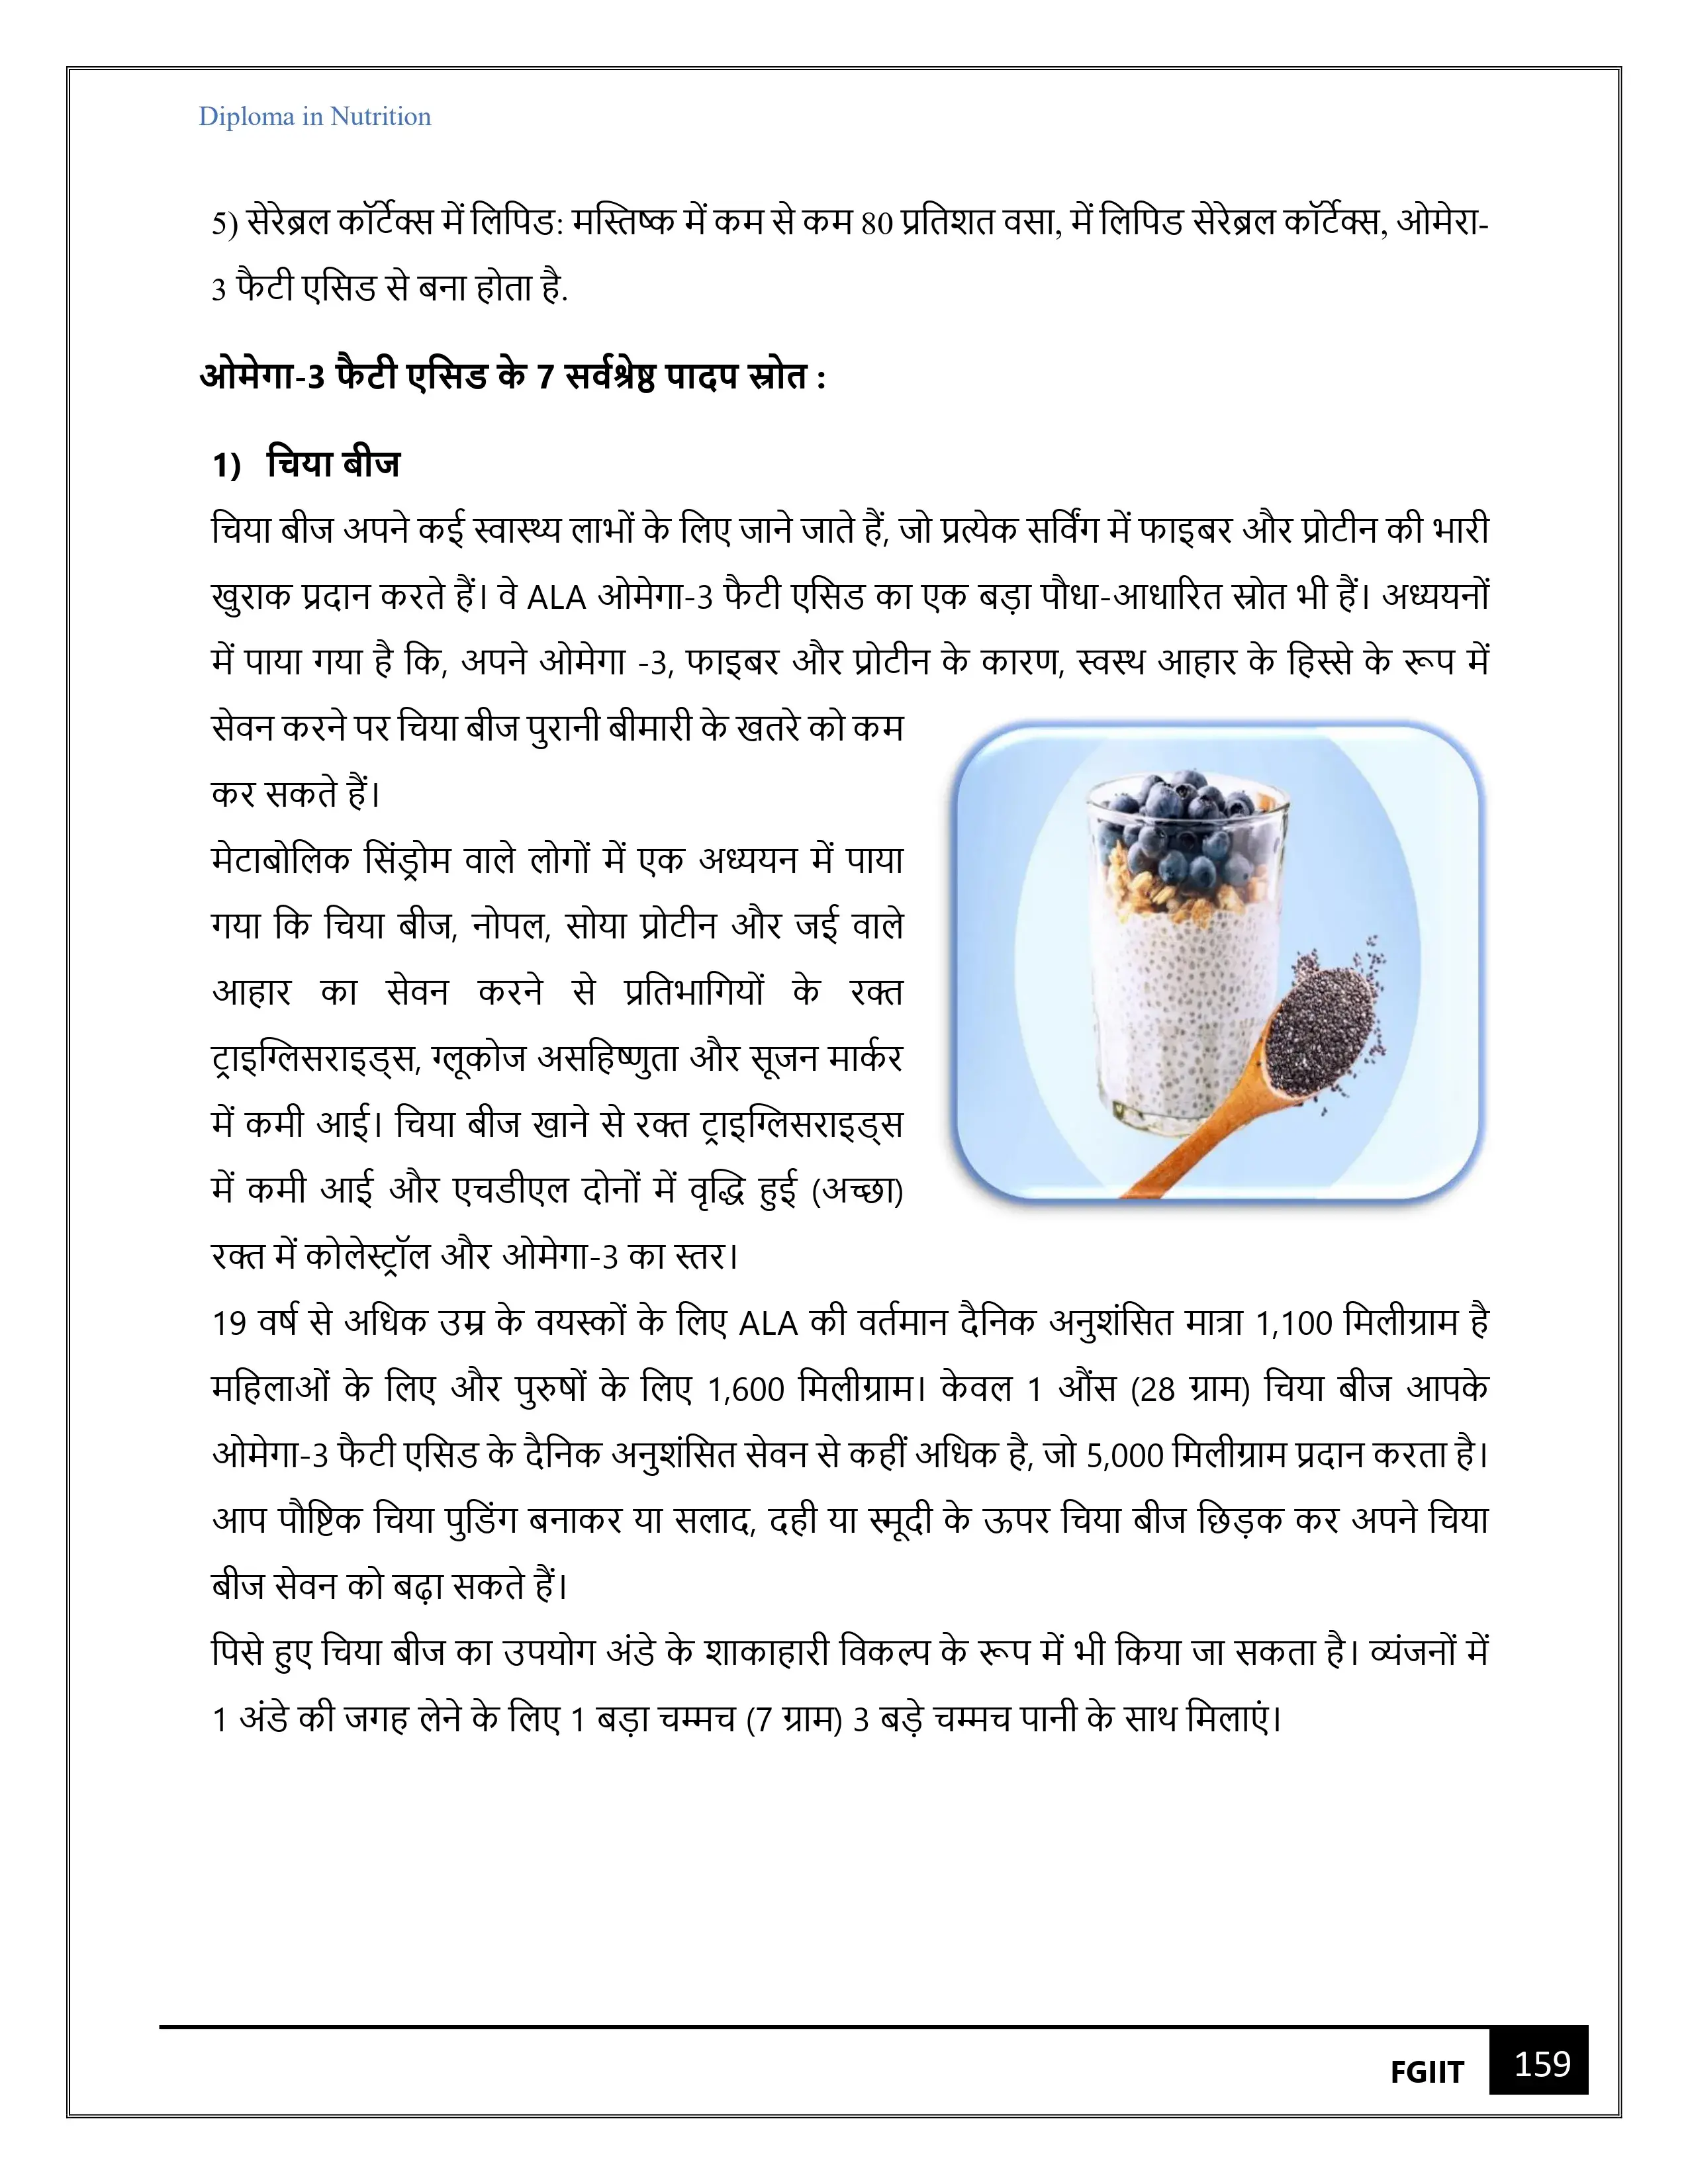 Diploma in Nutrition
5) सेरेब्रल कॉर्टेक्स में लिपिड: मस्तिष्क में कम से कम 80 प्रतिशत वसा, में लिपिड सेरेब्रल कॉर्टेक्स, ओमेरा-
3 फैटी एसिड से बना होता है.
ओमेगा-3 फैटी एसिड के 7 सर्वश्रेष्ठ पादप स्रोत :
1) चिया बीज
चिया बीज अपने कई स्वास्थ्य लाभों के लिए जाने जाते हैं, जो प्रत्येक सर्विंग में फाइबर और प्रोटीन की भारी
खुराक प्रदान करते हैं। वे ALA ओमेगा-3 फैटी एसिड का एक बड़ा पौधा-आधारित स्रोत भी हैं। अध्ययनों
में पाया गया है कि, अपने ओमेगा -3, फाइबर और प्रोटीन के कारण, स्वस्थ आहार के हिस्से के रूप में
सेवन करने पर चिया बीज पुरानी बीमारी के खतरे को कम
कर सकते हैं।
मेटाबोलिक सिंड्रोम वाले लोगों में एक अध्ययन में पाया
गया कि चिया बीज, नोपल, सोया प्रोटीन और जई वाले
आहार का सेवन करने से प्रतिभागियों के रक्त
ट्राइग्लिसराइड्स, ग्लूकोज असहिष्णुता और सूजन मार्कर
में कमी आई। चिया बीज खाने से रक्त ट्राइग्लिसराइड्स
में कमी आई और एचडीएल दोनों में वृद्धि हुई (अच्छा)
रक्त में कोलेस्ट्रॉल और ओमेगा-3 का स्तर।
19 वर्ष से अधिक उम्र के वयस्कों के लिए ALA की वर्तमान दैनिक अनुशंसित मात्रा 1,100 मिलीग्राम है
महिलाओं के लिए और पुरुषों के लिए 1,600 मिलीग्राम। केवल 1 औंस (28 ग्राम) चिया बीज आपके
ओमेगा-3 फैटी एसिड के दैनिक अनुशंसित सेवन से कहीं अधिक है, जो 5,000 मिलीग्राम प्रदान करता है।
आप पौष्टिक चिया पुडिंग बनाकर या सलाद, दही या स्मूदी के ऊपर चिया बीज छिड़क कर अपने चिया
बीज सेवन को बढ़ा सकते हैं।
पिसे हुए चिया बीज का उपयोग अंडे के शाकाहारी विकल्प के रूप में भी किया जा सकता है। व्यंजनों में
1 अंडे की जगह लेने के लिए 1 बड़ा चम्मच (7 ग्राम) 3 बड़े चम्मच पानी के साथ मिलाएं।
FGIIT 159